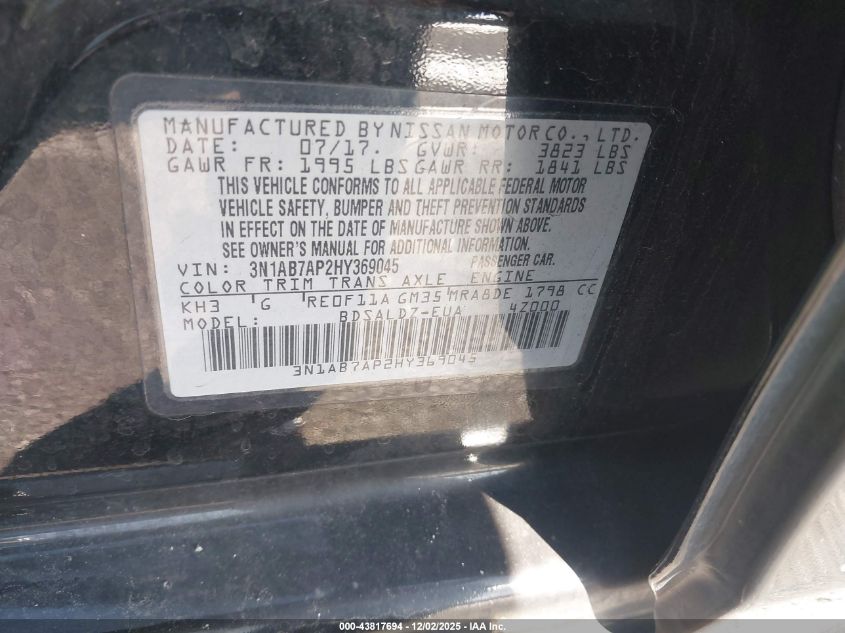 MANUFACTURED BY NISSAN MOTOR CO., LTD.
DATE: 07/17. GVWR: 3823 LBS
GAWR FR: 1995 LBS GAWR RR: 1841 LBS
THIS VEHICLE CONFORMS TO ALL APPLICABLE FEDERAL MOTOR
VEHICLE SAFETY, BUMPER AND THEFT PREVENTION STANDARDS
IN EFFECT ON THE DATE OF MANUFACTURE SHOWN ABOVE.
SEE OWNER'S MANUAL FOR ADDITIONAL INFORMATION
VIN: 3N1AB7AP2HY369045 PASSENGER CAR.
COLOR TRIM TRANS AXLE ENGINE
KH3 G RE0F11A GM35 MRA8DE 1798 CC
MODEL: BDSALDZ-EUA 4Z000
3N1AB7AP2HY369045
000-43817694 - 12/02/2025 - IAA Inc.